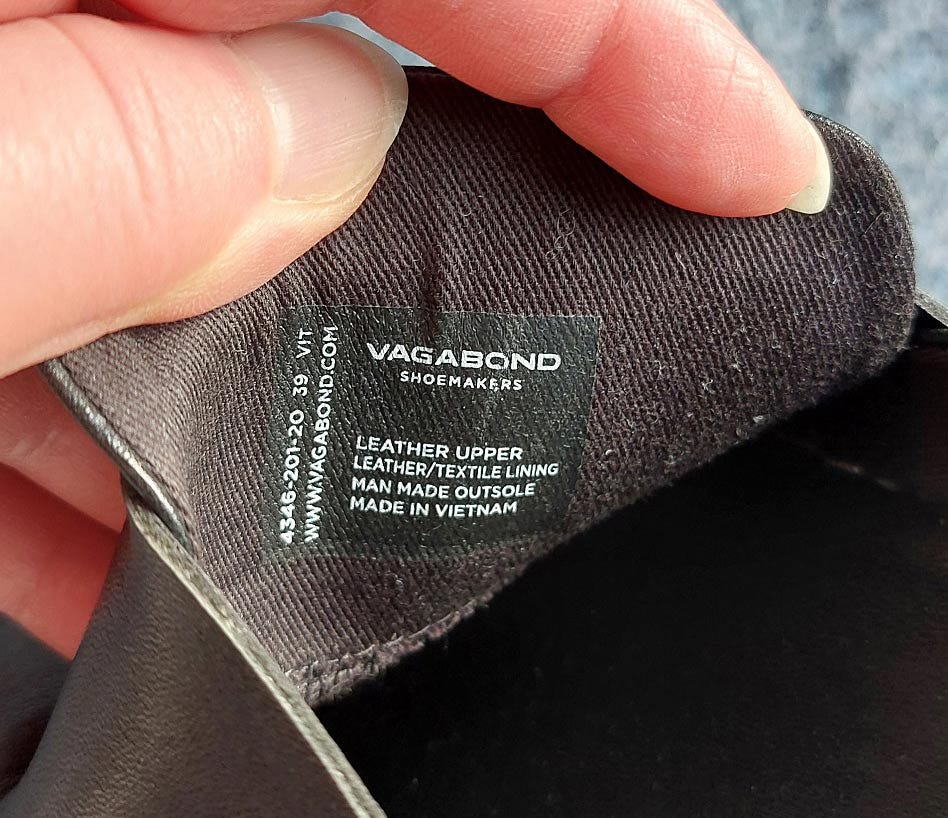 VAGABOND
SHOEMAKERS
LEATHER UPPER
LEATHER/TEXTILE LINING
MAN MADE OUTSOLE
MADE IN VIETNAM
4346-201-20 39 VIT
WWW.VAGABOND.COM